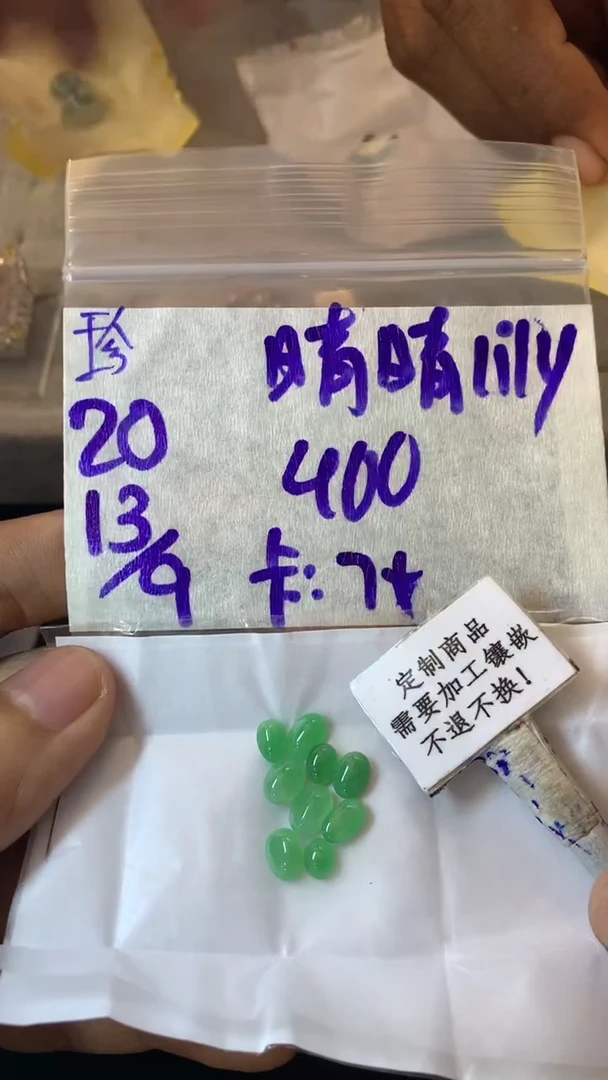 珍
晴晴lily
20
400
13/9
卡:7个
定制商品
需要加工镶嵌
不退不换!